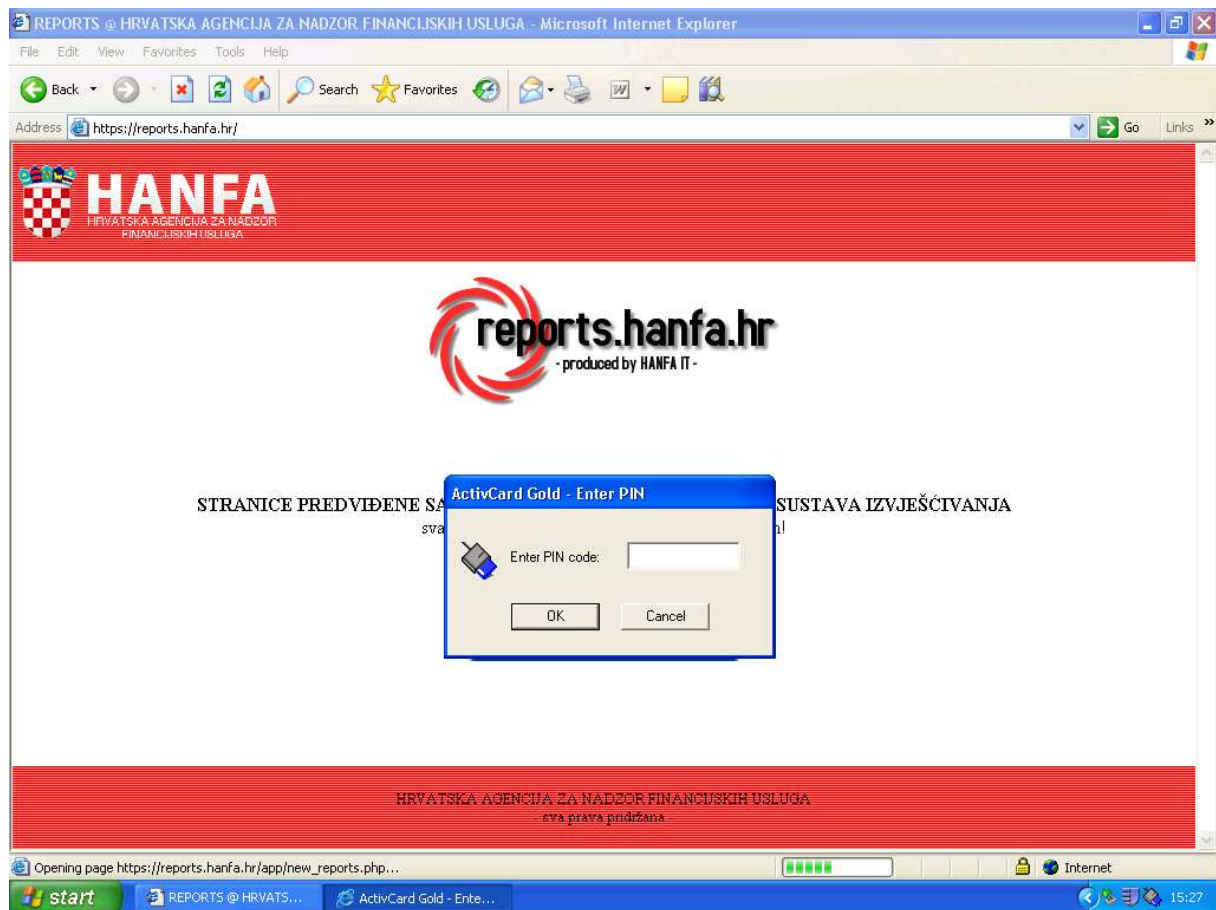 REPORTS @ HRVATSKA AGENCIJA ZA NADZOR FINANCIJSKIH USLUGA - Microsoft Internet Explorer
File Edit View Favorites Tools Help
Back Search Favorites
Address https://reports.hanfa.hr/ Go Links »
HANFA
HRVATSKA AGENCIJA ZA NADZOR
FINANCIJSKIH USLUGA
reports.hanfa.hr
- produced by HANFA IT -
ActivCard Gold - Enter PIN
STRANICE PREDVIĐENE SA SUSTAVA IZVJEŠĆIVANJA
sva !
Enter PIN code:
OK Cancel
HRVATSKA AGENCIJA ZA NADZOR FINANCIJSKIH USLUGA
- sva prava pridržana -
Opening page https://reports.hanfa.hr/app/new_reports.php... Internet
start REPORTS @ HRVATS... ActivCard Gold - Ente... 15:27